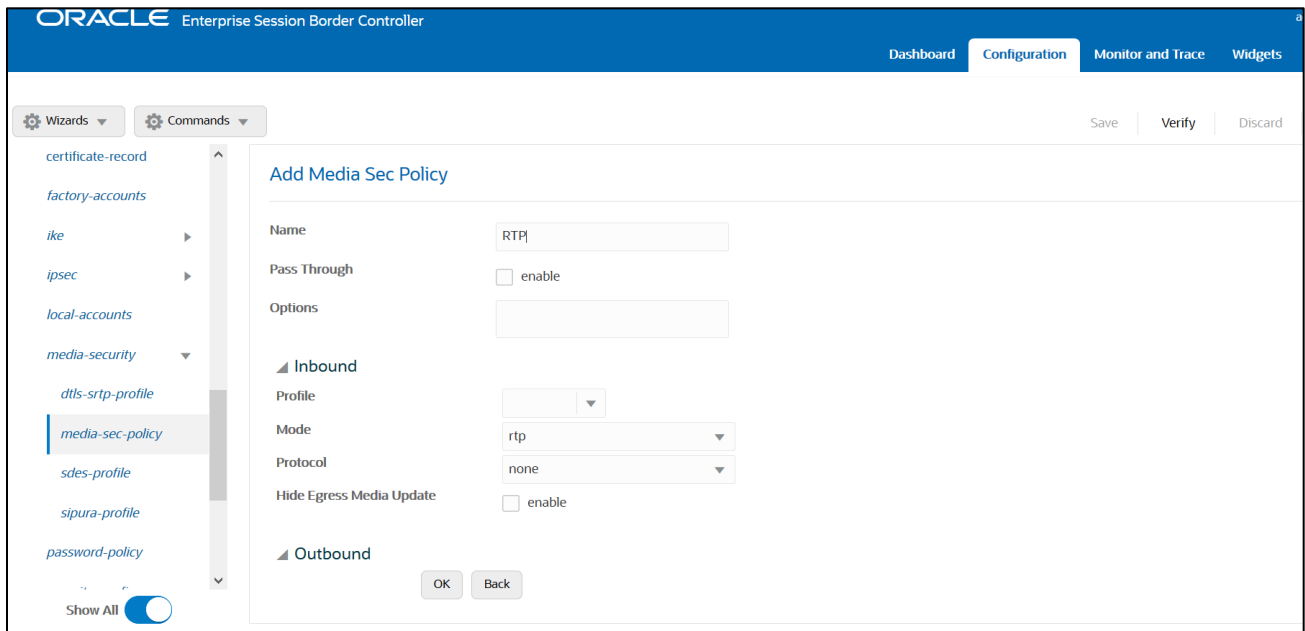 ORACLE Enterprise Session Border Controller
a
Dashboard Configuration Monitor and Trace Widgets
Wizards Commands Save Verify Discard
certificate-record
factory-accounts
ike
ipsec
local-accounts
media-security
dtls-srtp-profile
media-sec-policy
sdes-profile
sipura-profile
password-policy
Show All
Add Media Sec Policy
Name RTP
Pass Through enable
Options
Inbound
Profile
Mode rtp
Protocol none
Hide Egress Media Update enable
Outbound
OK Back